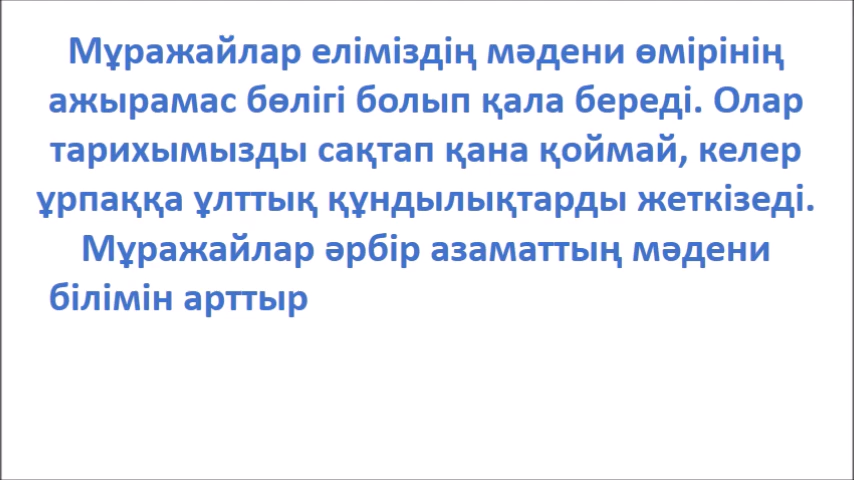 Мұражайлар еліміздің мәдени өмірінің
ажырамас бөлігі болып қала береді. Олар
тарихымызды сақтап қана қоймай, келер
ұрпаққа ұлттық құндылықтарды жеткізеді.
Мұражайлар әрбір азаматтың мәдени
білімін арттыр